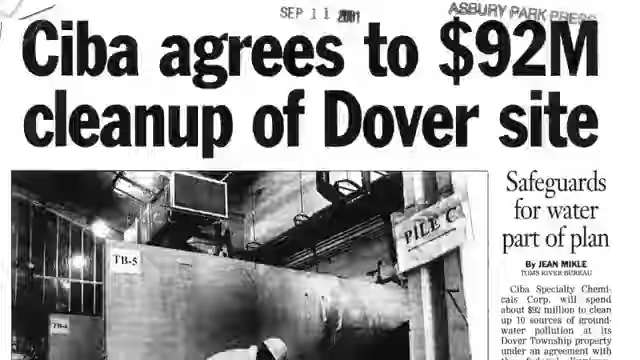 SEP 11 2001
ASBURY PARK PRESS
Ciba agrees to $92M
cleanup of Dover site
TB-5
PILE C
Safeguards
for water
part of plan
By JEAN MIKLE
TOMS RIVER BUREAU
Ciba Specialty Chemi-
cals Corp. will spend
about $92 million to clean
up 10 sources of ground-
water pollution at its
Dover Township property
under an agreement with